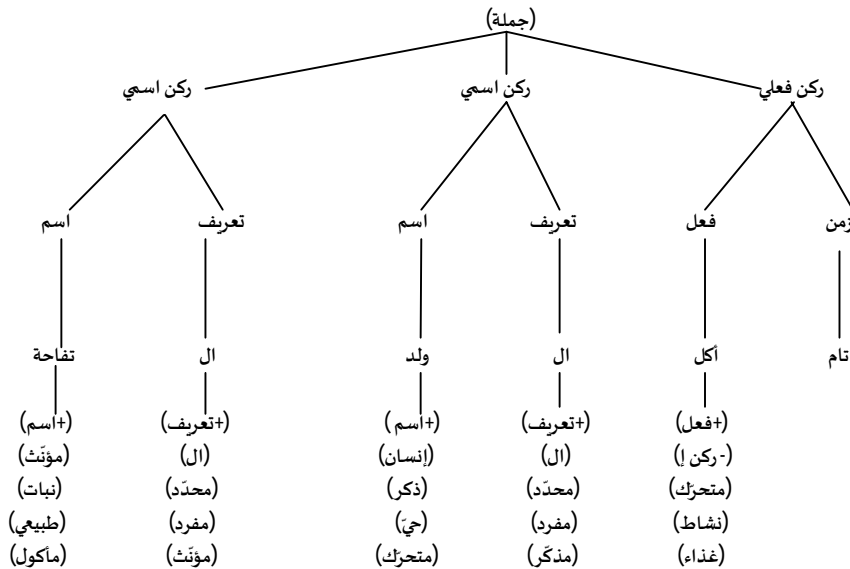 (جملة)
ركن فعلي ركن اسمي ركن اسمي
زمن فعل تعريف اسم تعريف اسم
تام أكل ال ولد ال تفاحة
(+فعل) (+تعريف) (+اسم) (+تعريف) (+اسم)
(- ركن إ) (ال) (إنسان) (ال) (مؤنّث)
(متحرّك) (محدّد) (ذكر) (محدّد) (نبات)
(نشاط) (مفرد) (حيّ) (مفرد) (طبيعي)
(غذاء) (مذكّر) (متحرّك) (مؤنّث) (مأكول)